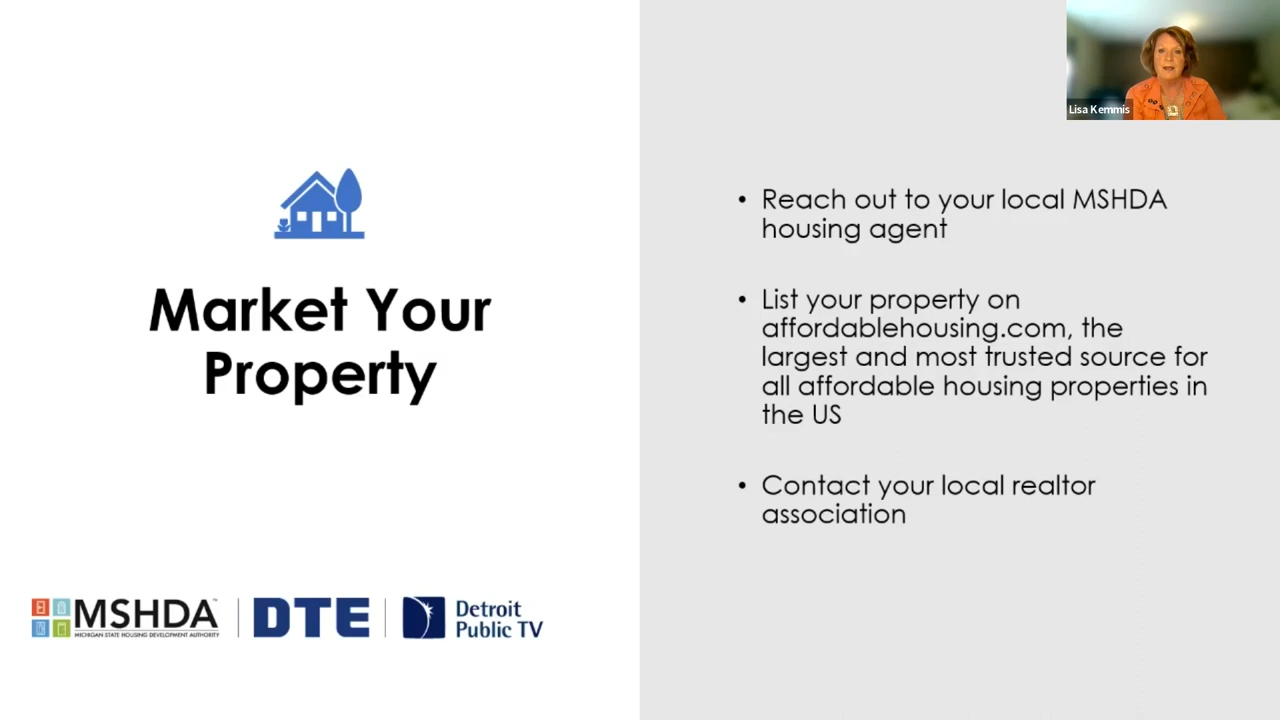 Lisa Kemmis
Market Your
Property
• Reach out to your local MSHDA
housing agent
• List your property on
affordablehousing.com, the
largest and most trusted source for
all affordable housing properties in
the US
• Contact your local realtor
association
MSHDA™
MICHIGAN STATE HOUSING DEVELOPMENT AUTHORITY
DTE
Detroit
Public TV